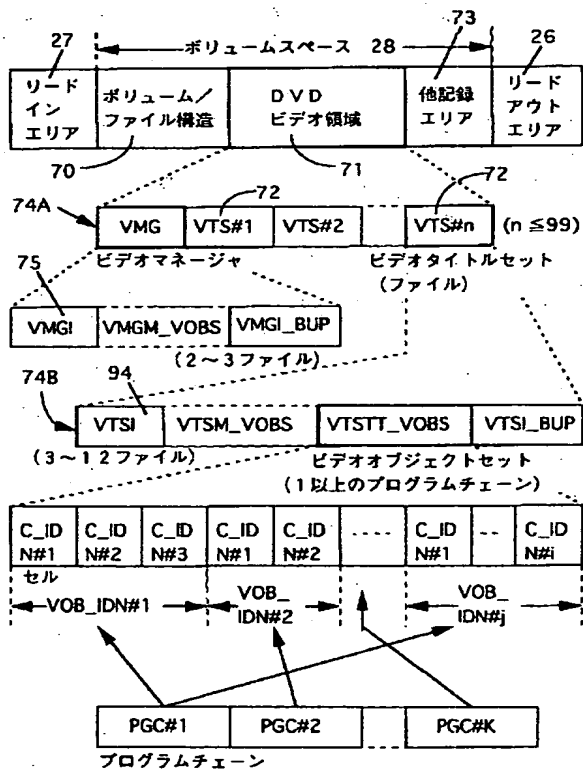 27 ボリュームスペース 28 73 26
リード
イン
エリア
ボリューム/
ファイル構造
DVD
ビデオ領域
他記録
エリア
リード
アウト
エリア
70 71 72 72
74A VMG VTS#1 VTS#2 VTS#n (n≦99)
75 ビデオマネージャ ビデオタイトルセット
(ファイル)
VMGI VMGM_VOBS VMGI_BUP
(2～3ファイル)
74B 94
VTSI VTSM_VOBS VTSTT_VOBS VTSI_BUP
(3～12ファイル) ビデオオブジェクトセット
(1以上のプログラムチェーン)
C_ID C_ID C_ID C_ID C_ID ---- C_ID -- C_ID
N#1 N#2 N#3 N#1 N#2 N#1 N#i
セル
VOB_IDN#1
VOB_
IDN#2
VOB_
IDN#j
PGC#1 PGC#2 PGC#K
プログラムチェーン